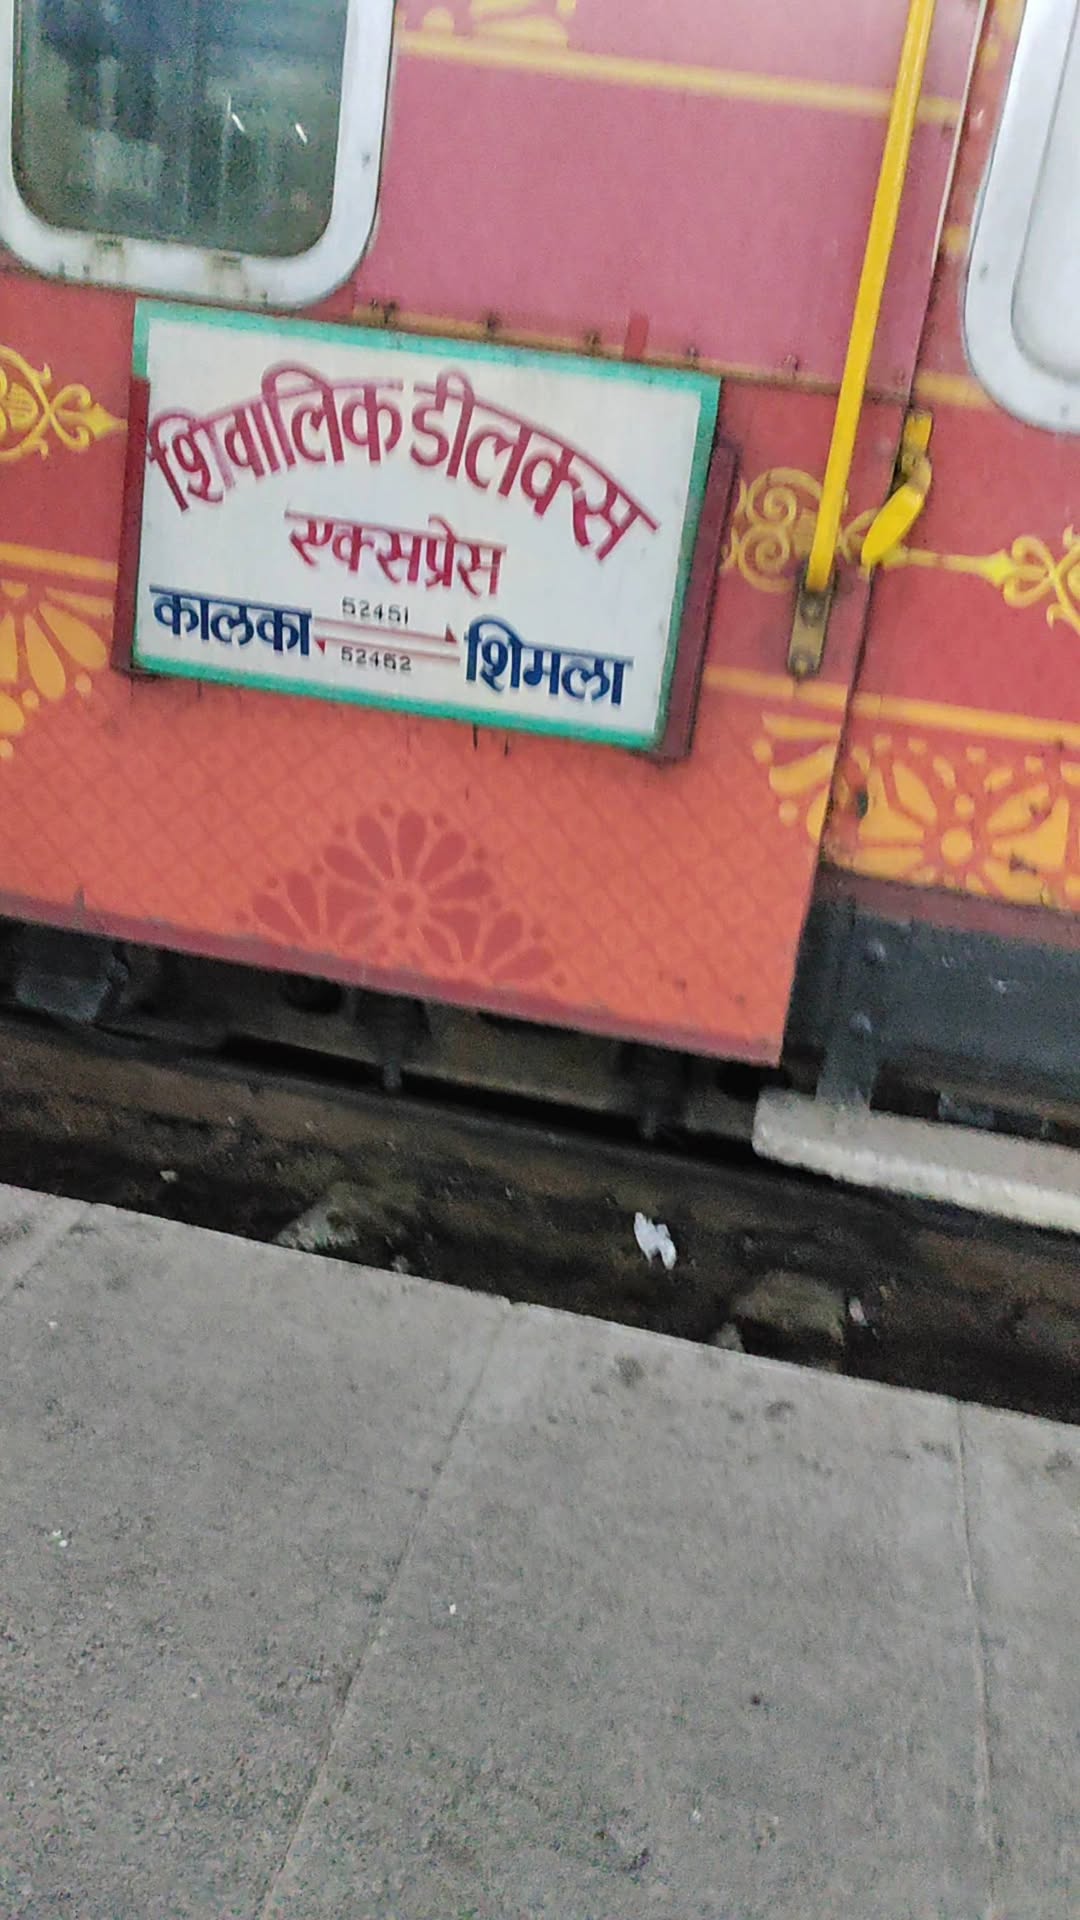 शिवालिक डीलक्स
एक्सप्रेस
52451
कालका शिमला
52452